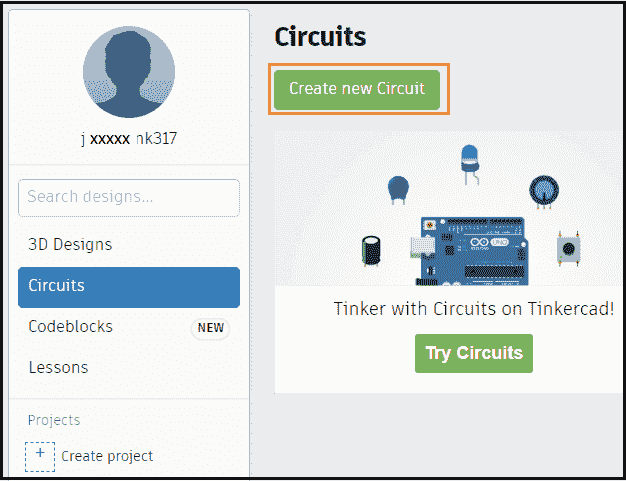 Circuits
Create new Circuit
j xxxxx nk317
Search designs...
3D Designs
Circuits
Codeblocks NEW
Lessons
Projects
+ Create project
UNO
Tinker with Circuits on Tinkercad!
Try Circuits